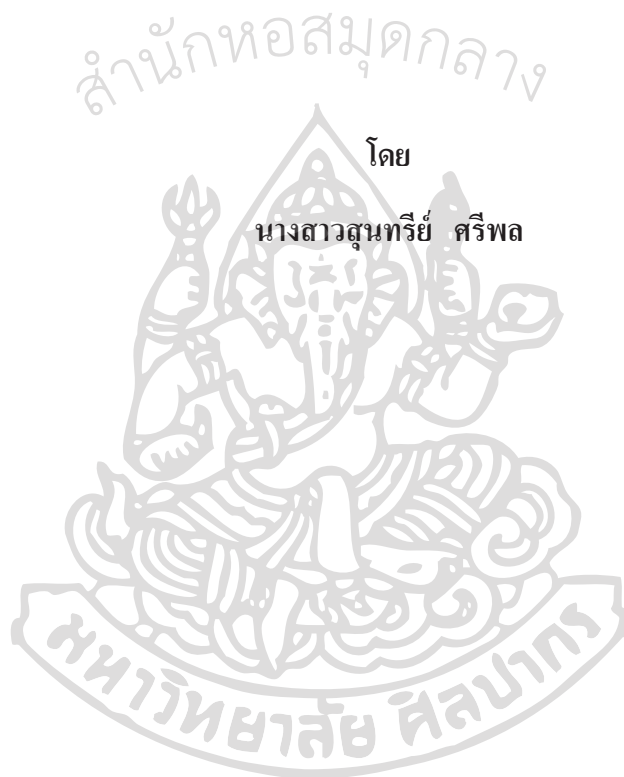 สำนักหอสมุดกลาง
โดย
นางสาวสุนทรีย์ ศรีพล
มหาวิทยาลัย ศิลปากร